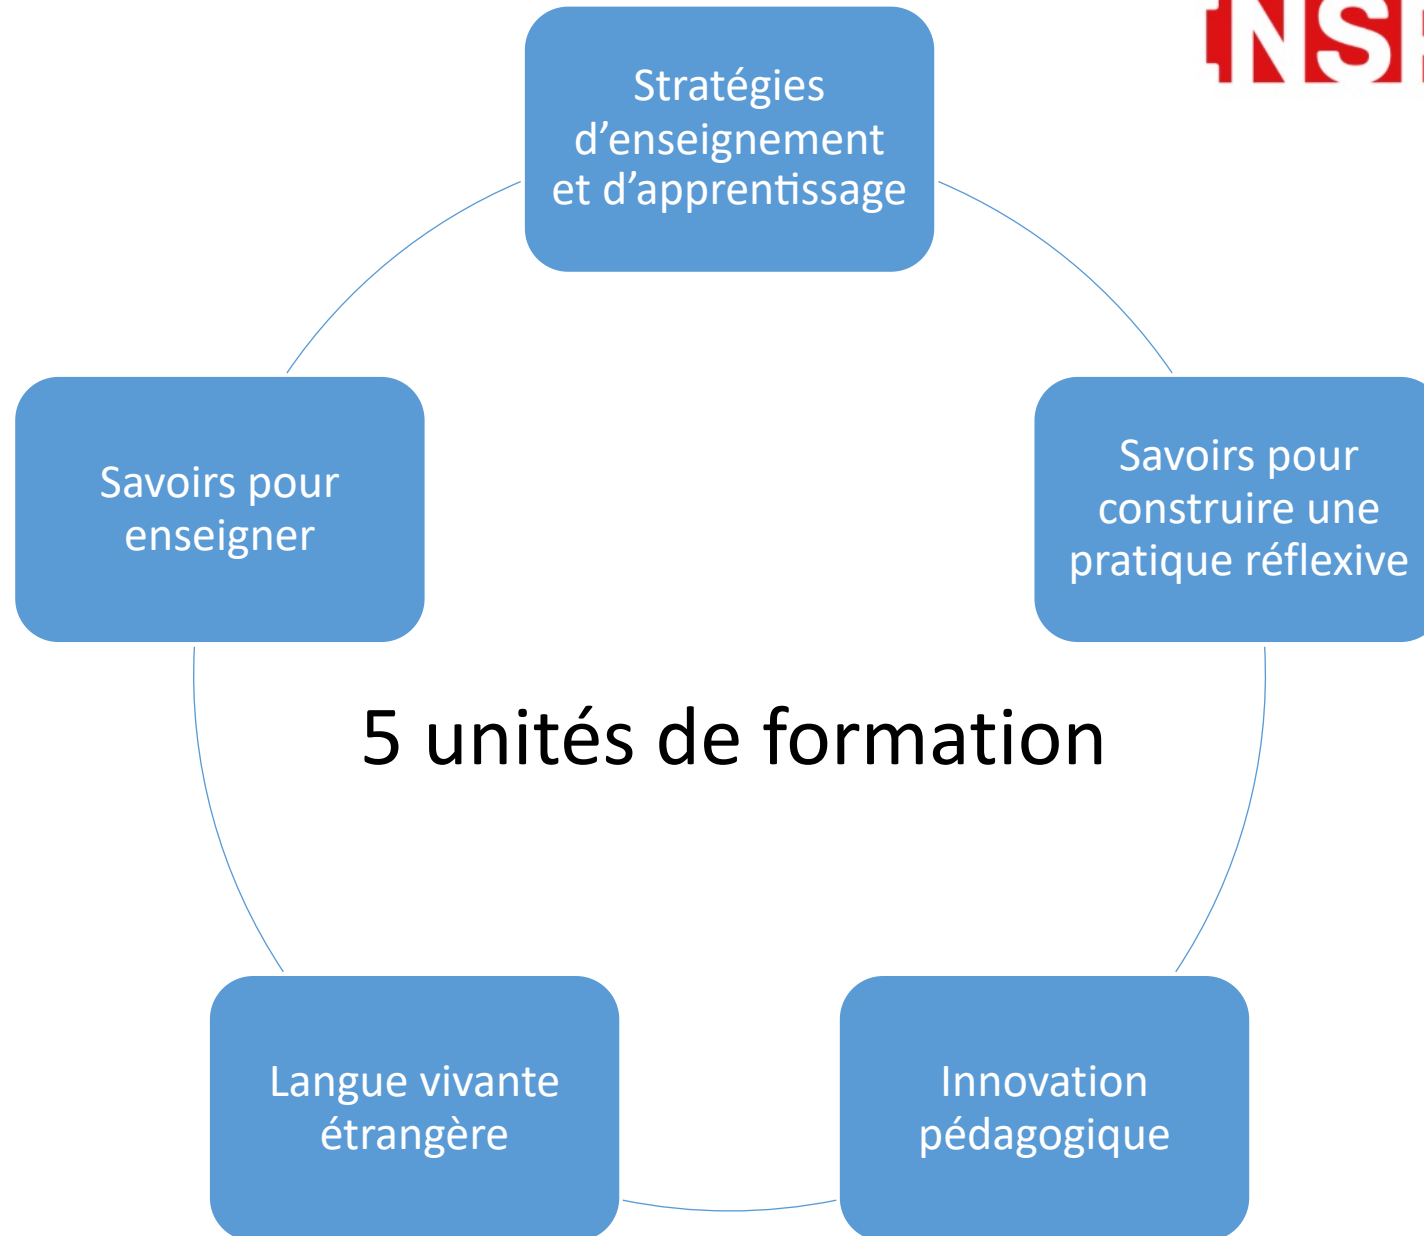 NS
Stratégies
d’enseignement
et d’apprentissage
Savoirs pour
construire une
pratique réflexive
Savoirs pour
enseigner
5 unités de formation
Langue vivante
étrangère
Innovation
pédagogique